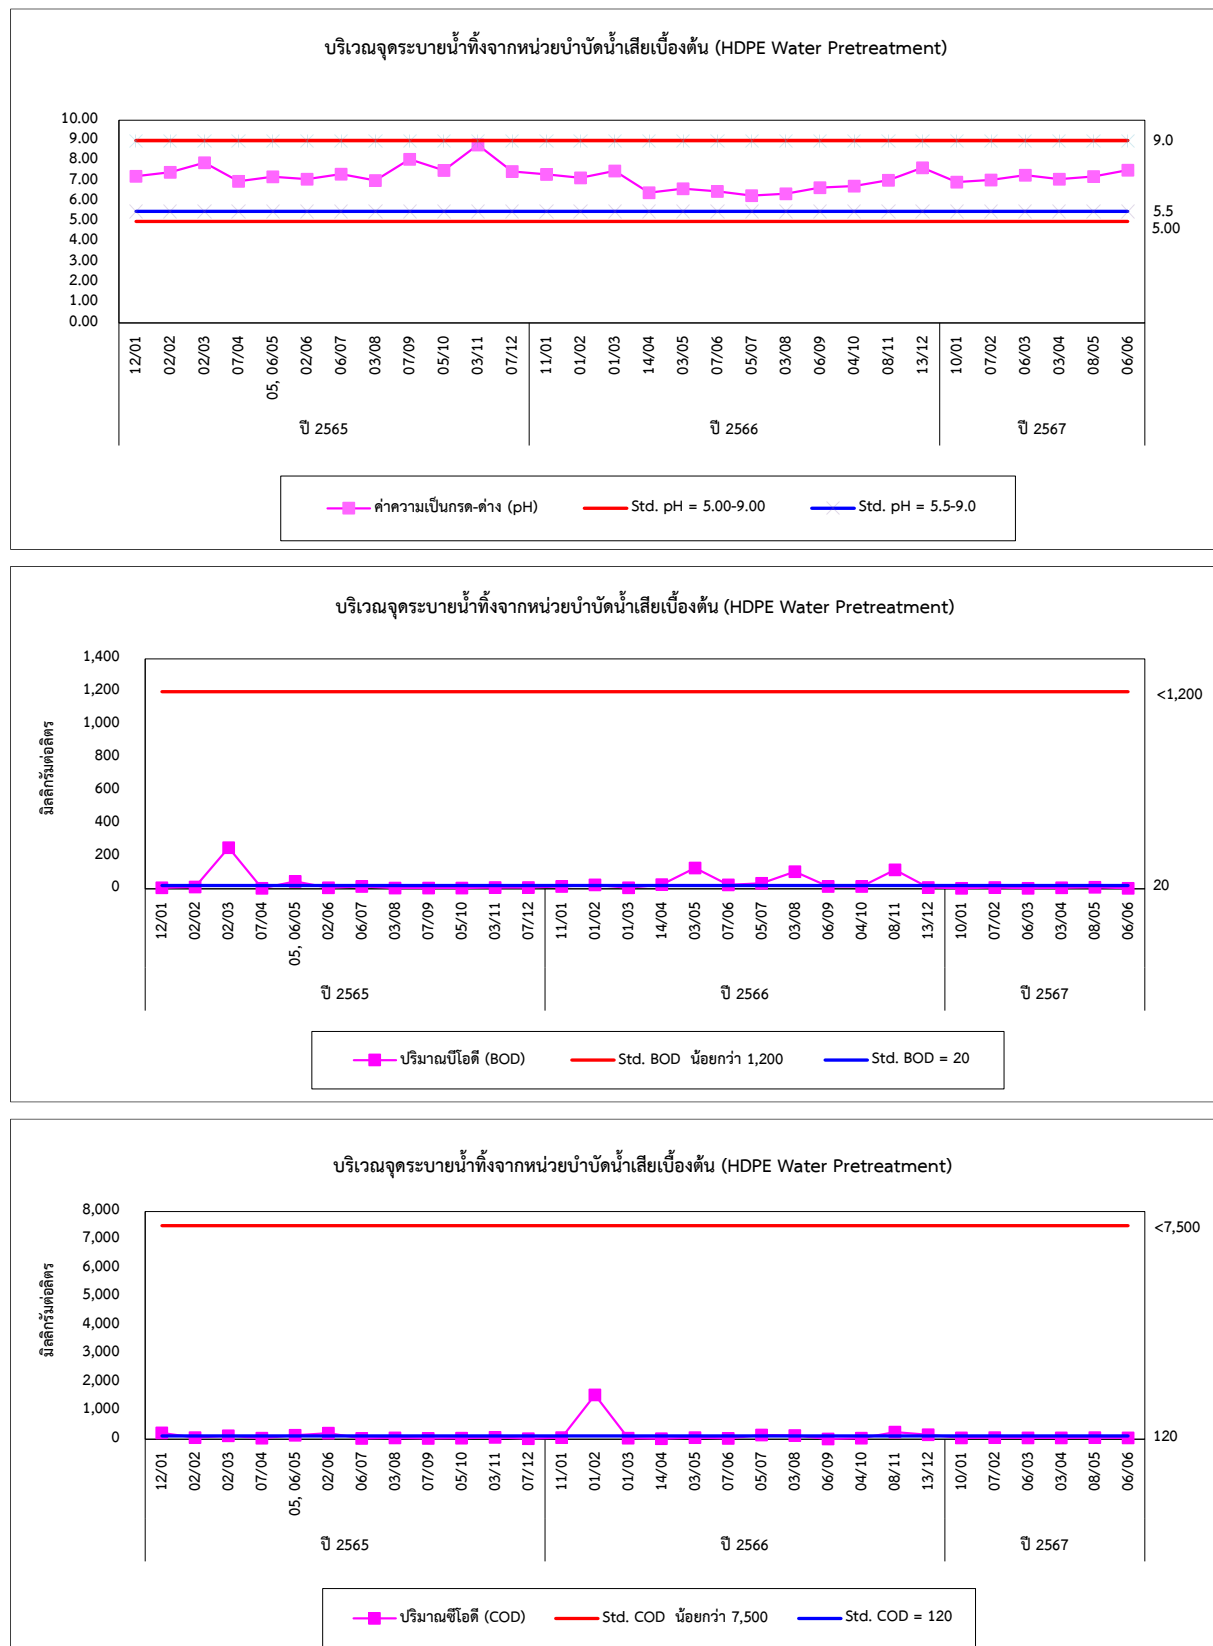 บริเวณจุดระบายน้ำทิ้งจากหน่วยบำบัดน้ำเสียเบื้องต้น (HDPE Water Pretreatment)
10.00
9.00
8.00
7.00
6.00
5.00
4.00
3.00
2.00
1.00
0.00
9.0
5.5
5.00
12/01 02/02 02/03 07/04 05, 06/05 02/06 06/07 03/08 07/09 05/10 03/11 07/12 11/01 01/02 01/03 14/04 03/05 07/06 05/07 03/08 06/09 04/10 08/11 13/12 10/01 07/02 06/03 03/04 08/05 06/06
ปี 2565 ปี 2566 ปี 2567
ค่าความเป็นกรด-ด่าง (pH) Std. pH = 5.00-9.00 Std. pH = 5.5-9.0
บริเวณจุดระบายน้ำทิ้งจากหน่วยบำบัดน้ำเสียเบื้องต้น (HDPE Water Pretreatment)
มิลลิกรัมต่อลิตร
1,400
1,200
1,000
800
600
400
200
0
<1,200
20
12/01 02/02 02/03 07/04 05, 06/05 02/06 06/07 03/08 07/09 05/10 03/11 07/12 11/01 01/02 01/03 14/04 03/05 07/06 05/07 03/08 06/09 04/10 08/11 13/12 10/01 07/02 06/03 03/04 08/05 06/06
ปี 2565 ปี 2566 ปี 2567
ปริมาณบีโอดี (BOD) Std. BOD น้อยกว่า 1,200 Std. BOD = 20
บริเวณจุดระบายน้ำทิ้งจากหน่วยบำบัดน้ำเสียเบื้องต้น (HDPE Water Pretreatment)
มิลลิกรัมต่อลิตร
8,000
7,000
6,000
5,000
4,000
3,000
2,000
1,000
0
<7,500
120
12/01 02/02 02/03 07/04 05, 06/05 02/06 06/07 03/08 07/09 05/10 03/11 07/12 11/01 01/02 01/03 14/04 03/05 07/06 05/07 03/08 06/09 04/10 08/11 13/12 10/01 07/02 06/03 03/04 08/05 06/06
ปี 2565 ปี 2566 ปี 2567
ปริมาณซีโอดี (COD) Std. COD น้อยกว่า 7,500 Std. COD = 120